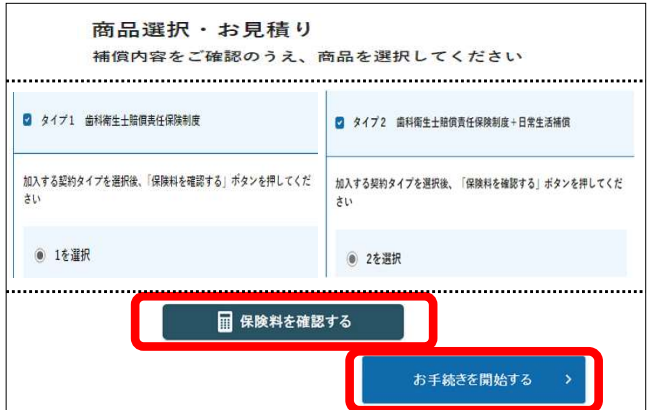 商品選択・お見積り
補償内容をご確認のうえ、商品を選択してください
タイプ1 歯科衛生士賠償責任保険制度
加入する契約タイプを選択後、「保険料を確認する」ボタンを押してくだ
さい
1を選択
タイプ2 歯科衛生士賠償責任保険制度+日常生活補償
加入する契約タイプを選択後、「保険料を確認する」ボタンを押してくだ
さい
2を選択
保険料を確認する
お手続きを開始する >